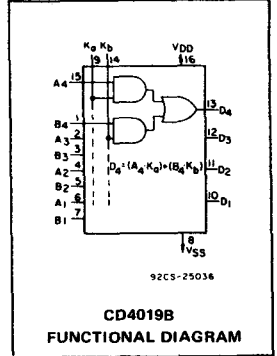 Ka Kb
9 14 VDD
16
15
A4
13
D4
1
B4
2
A3
12
D3
3
B3
4
A2
D4=(A4·Ka)+(B4·Kb)
11
D2
5
B2
6
A1
10
D1
7
B1
8
VSS
92CS-25036
CD4019B
FUNCTIONAL DIAGRAM